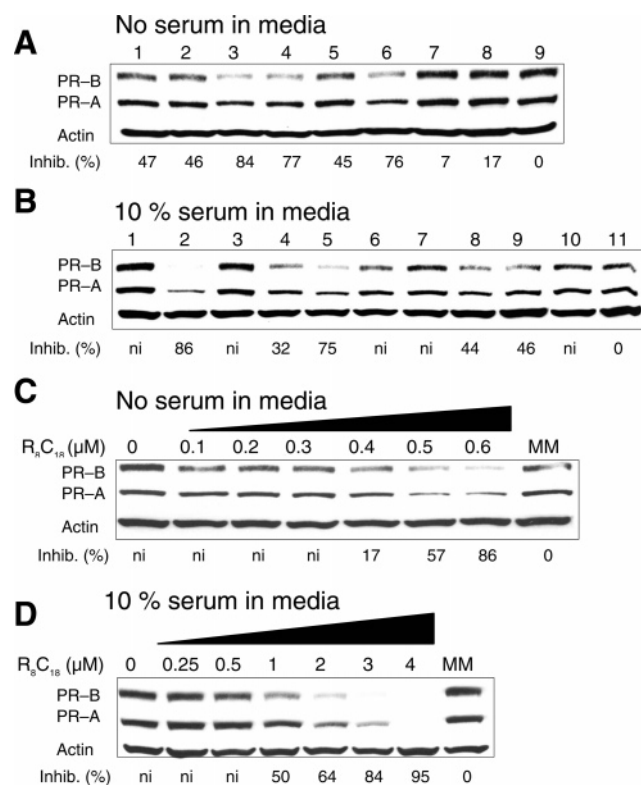 A No serum in media
1 2 3 4 5 6 7 8 9
PR–B
PR–A
Actin
Inhib. (%) 47 46 84 77 45 76 7 17 0
B 10 % serum in media
1 2 3 4 5 6 7 8 9 10 11
PR–B
PR–A
Actin
Inhib. (%) ni 86 ni 32 75 ni ni 44 46 ni 0
C No serum in media
R₈C₁₈ (μM) 0 0.1 0.2 0.3 0.4 0.5 0.6 MM
PR–B
PR–A
Actin
Inhib. (%) ni ni ni ni 17 57 86 0
D 10 % serum in media
R₈C₁₈ (μM) 0 0.25 0.5 1 2 3 4 MM
PR–B
PR–A
Actin
Inhib. (%) ni ni ni 50 64 84 95 0